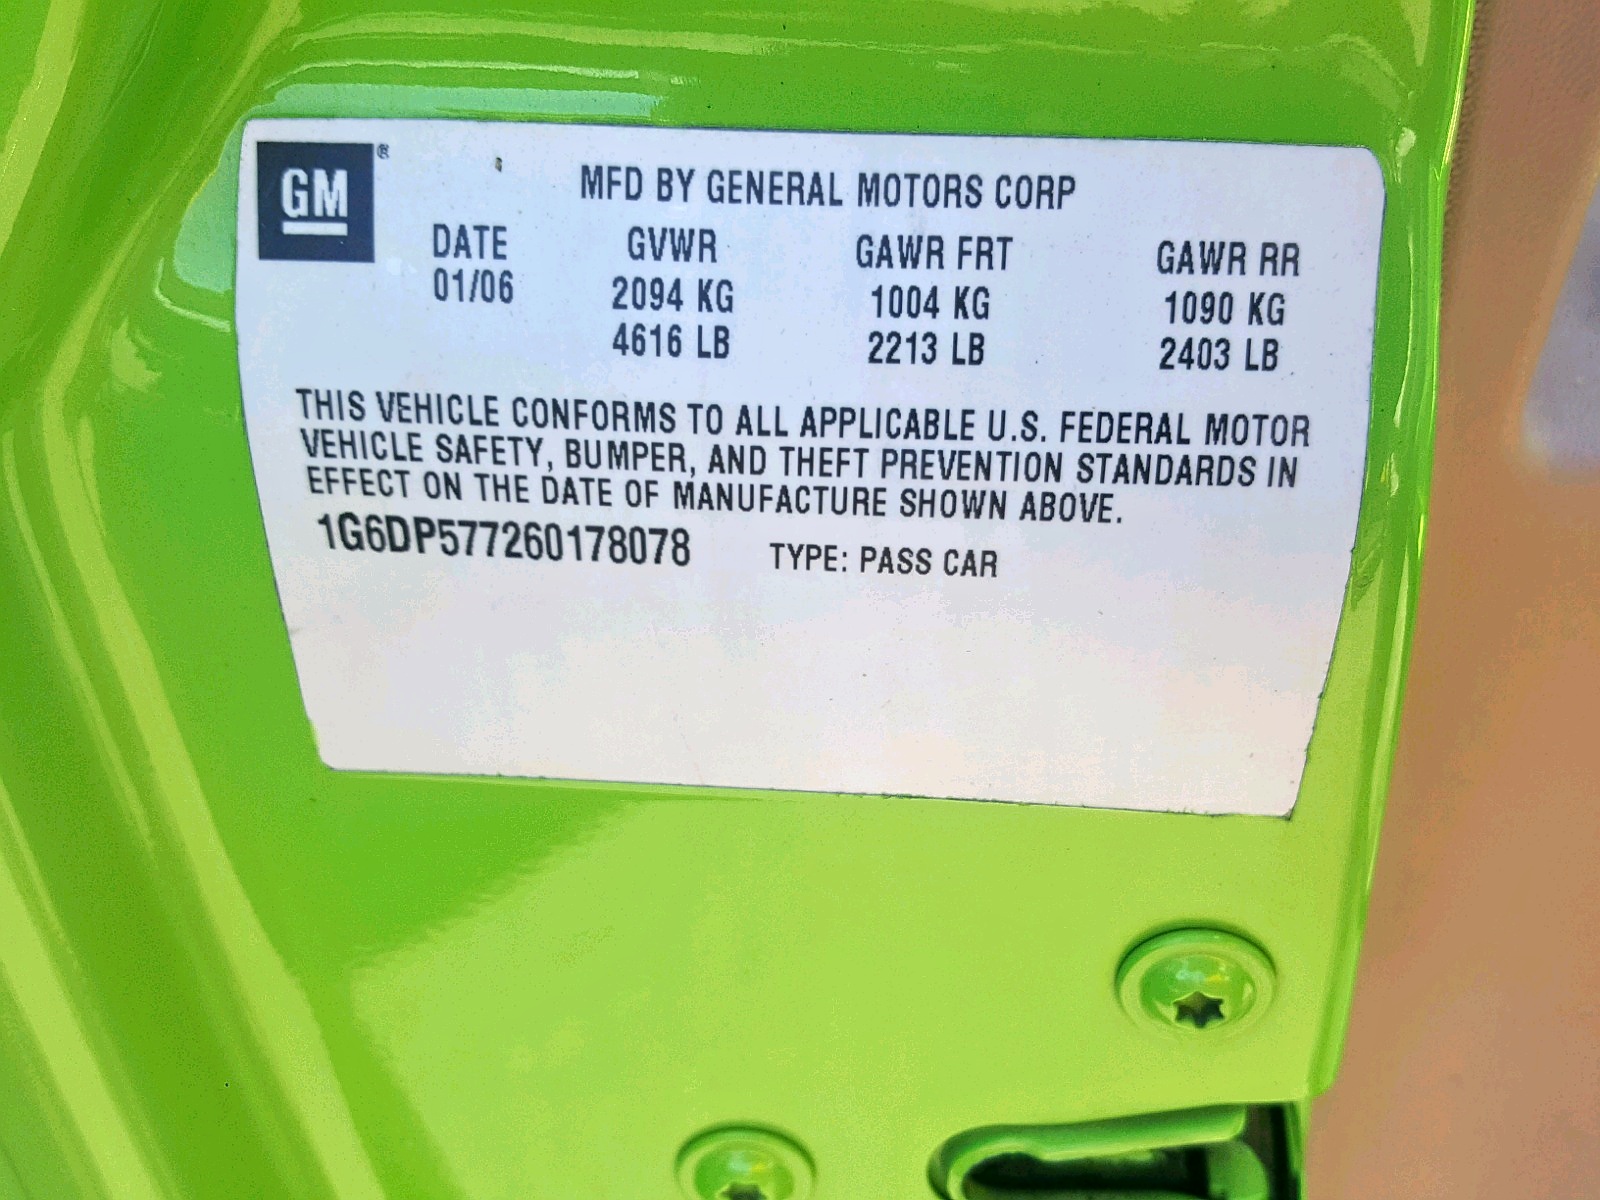 GM ®
MFD BY GENERAL MOTORS CORP
DATE GVWR GAWR FRT GAWR RR
01/06 2094 KG 1004 KG 1090 KG
4616 LB 2213 LB 2403 LB
THIS VEHICLE CONFORMS TO ALL APPLICABLE U.S. FEDERAL MOTOR
VEHICLE SAFETY, BUMPER, AND THEFT PREVENTION STANDARDS IN
EFFECT ON THE DATE OF MANUFACTURE SHOWN ABOVE.
1G6DP577260178078 TYPE: PASS CAR